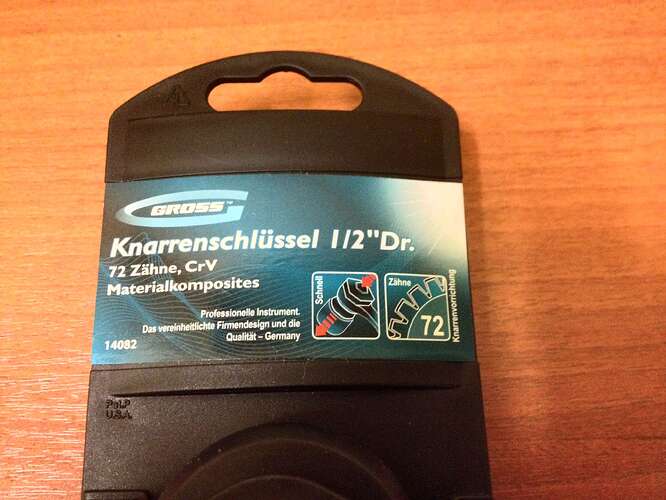 GROSS™
Knarrenschlüssel 1/2"Dr.
72 Zähne, CrV
Materialkomposites
Professionelle Instrument.
Das vereinheitlichte Firmendesign und die
Qualität – Germany
14082
Schnell
Zähne
72
Knarrenvorrichtung
U.S.A.